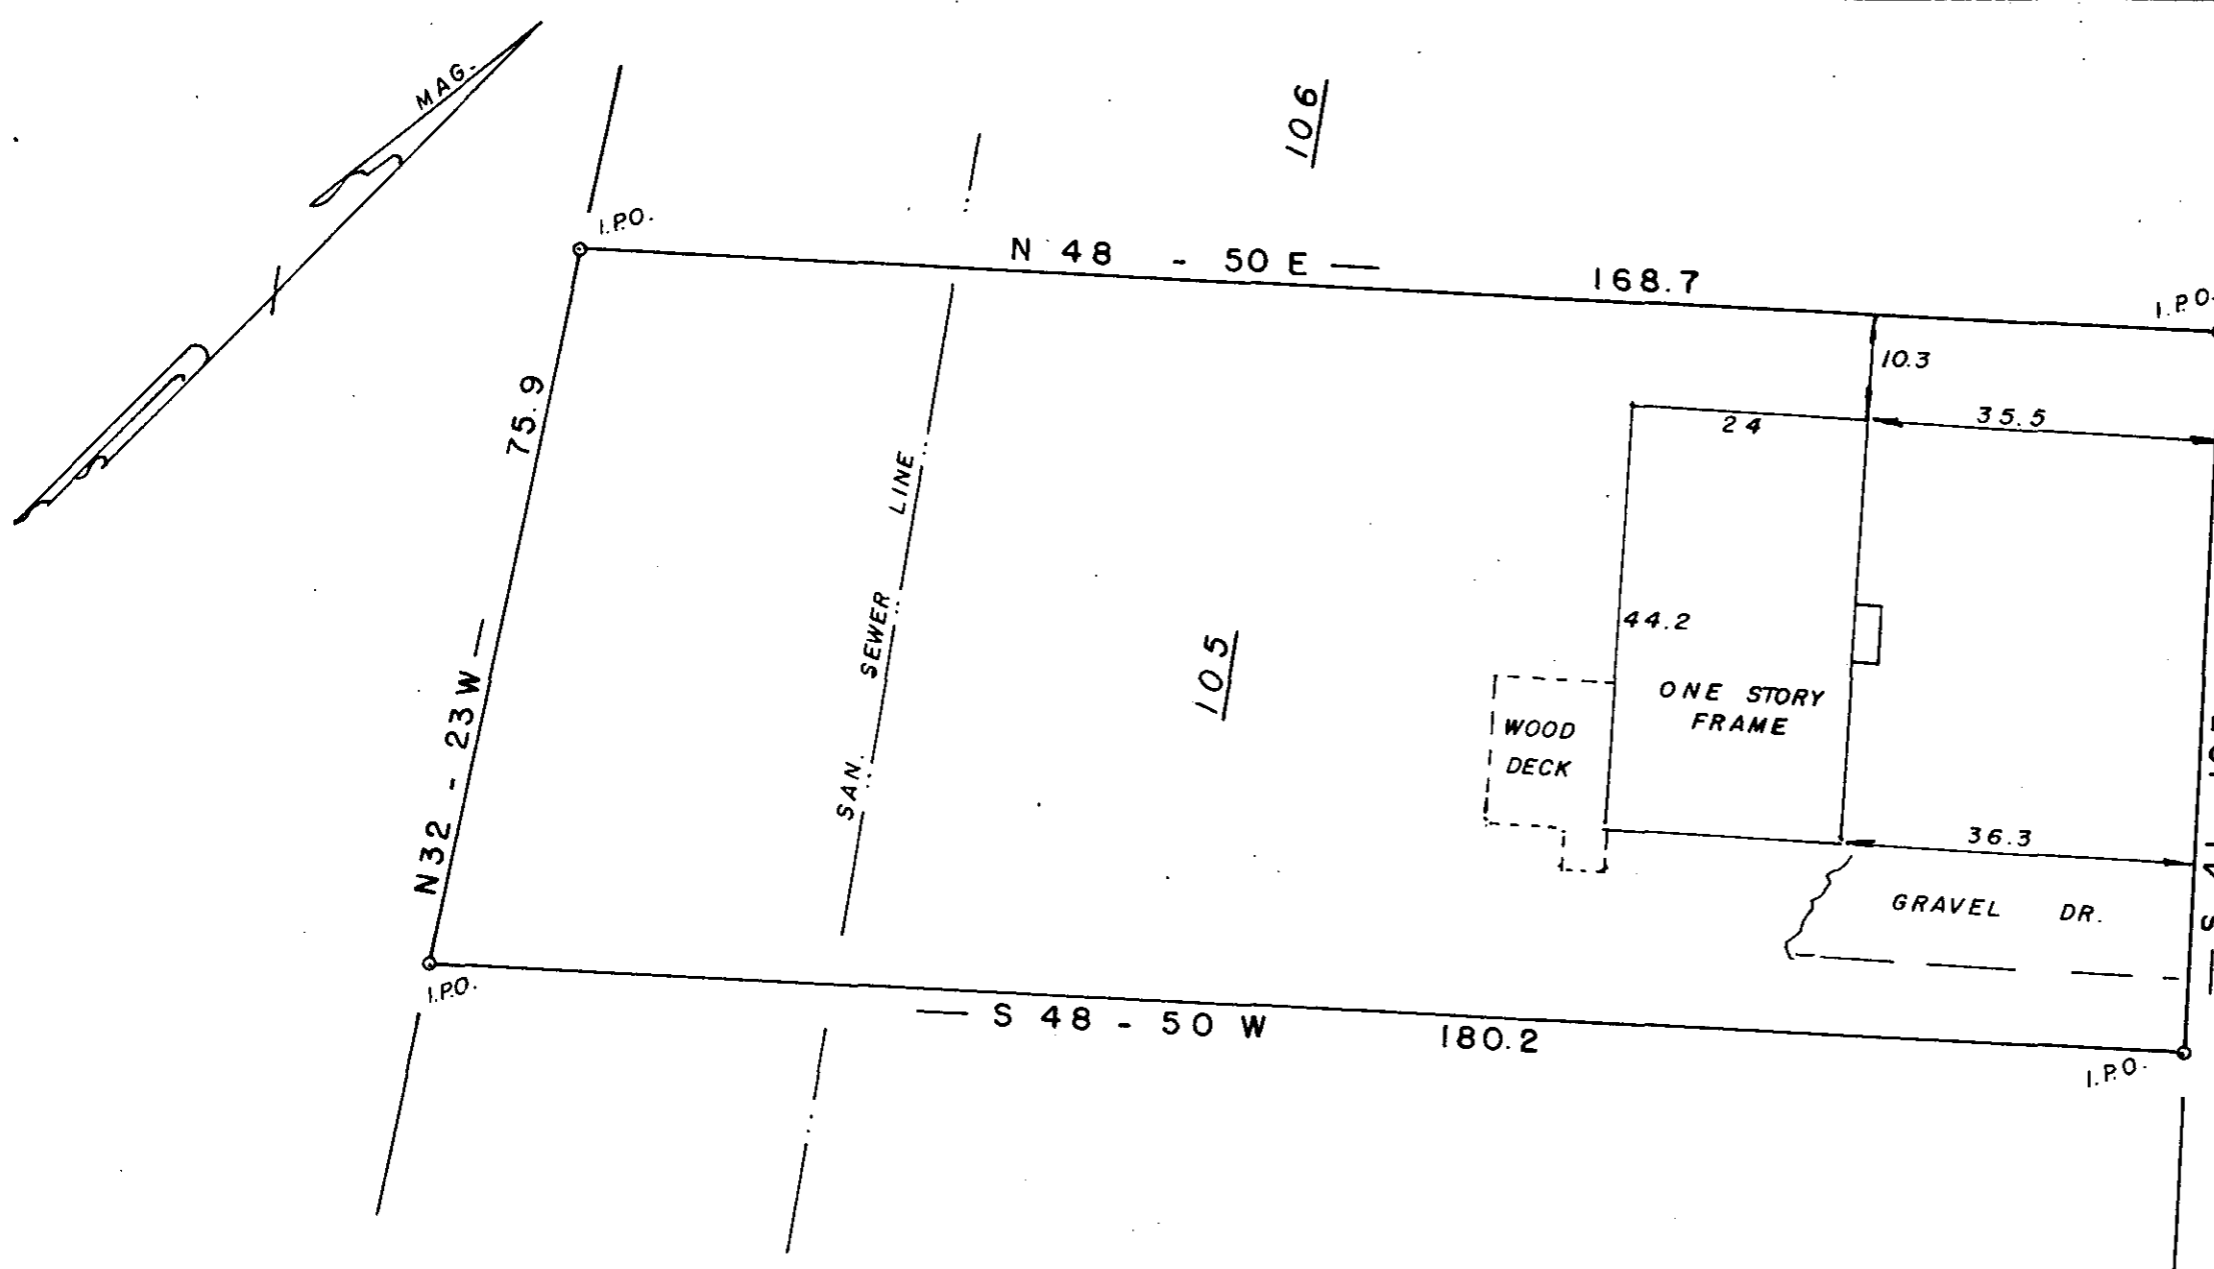 MAG.
106
I.P.O.
N 48 - 50 E —
168.7
I.P.O.
10.3
75.9
24
35.5
SAN. SEWER LINE
44.2
105
ONE STORY
FRAME
WOOD
DECK
N32 - 23W —
36.3
GRAVEL DR.
I.P.O.
— S 48 - 50 W
180.2
I.P.O.